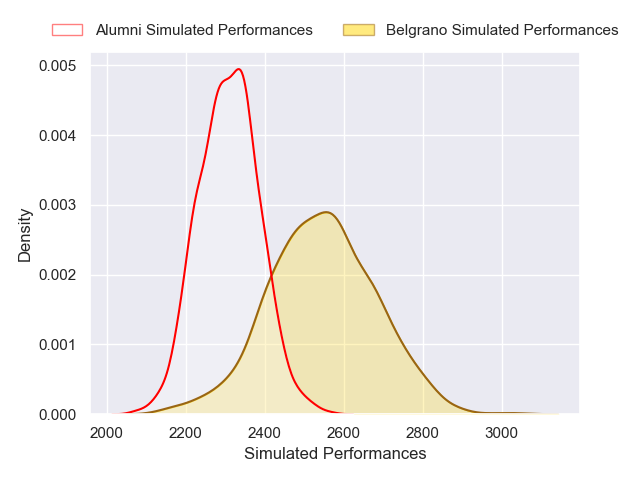 Alumni Simulated Performances Belgrano Simulated Performances
0.005
0.004
0.003
0.002
0.001
0.000
Density
2000 2200 2400 2600 2800 3000
Simulated Performances